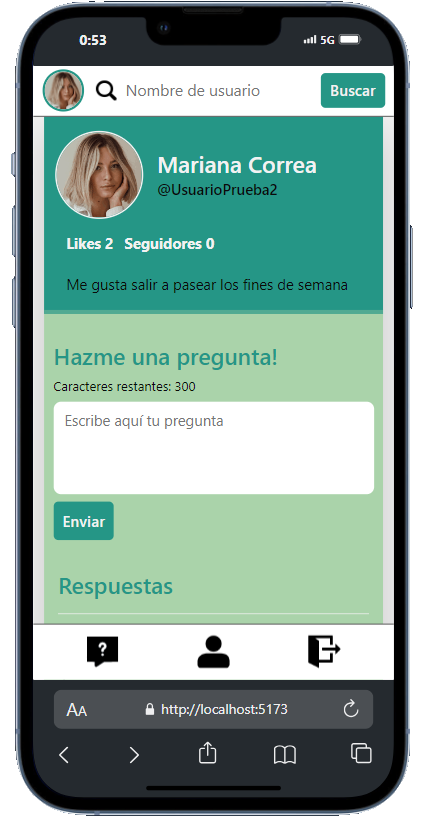 0:53
5G
Nombre de usuario
Buscar
Mariana Correa
@UsuarioPrueba2
Likes 2 Seguidores 0
Me gusta salir a pasear los fines de semana
Hazme una pregunta!
Caracteres restantes: 300
Escribe aquí tu pregunta
Enviar
Respuestas
?
AA
http://localhost:5173